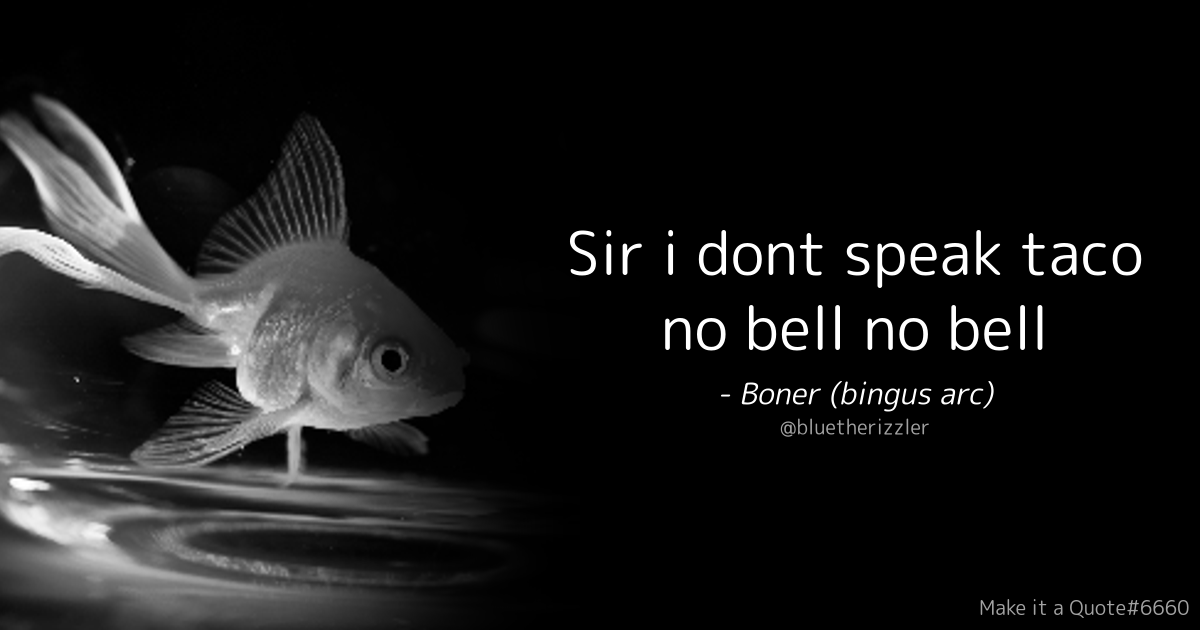 Sir i dont speak taco
no bell no bell
- Boner (bingus arc)
@bluetherizzler
Make it a Quote#6660